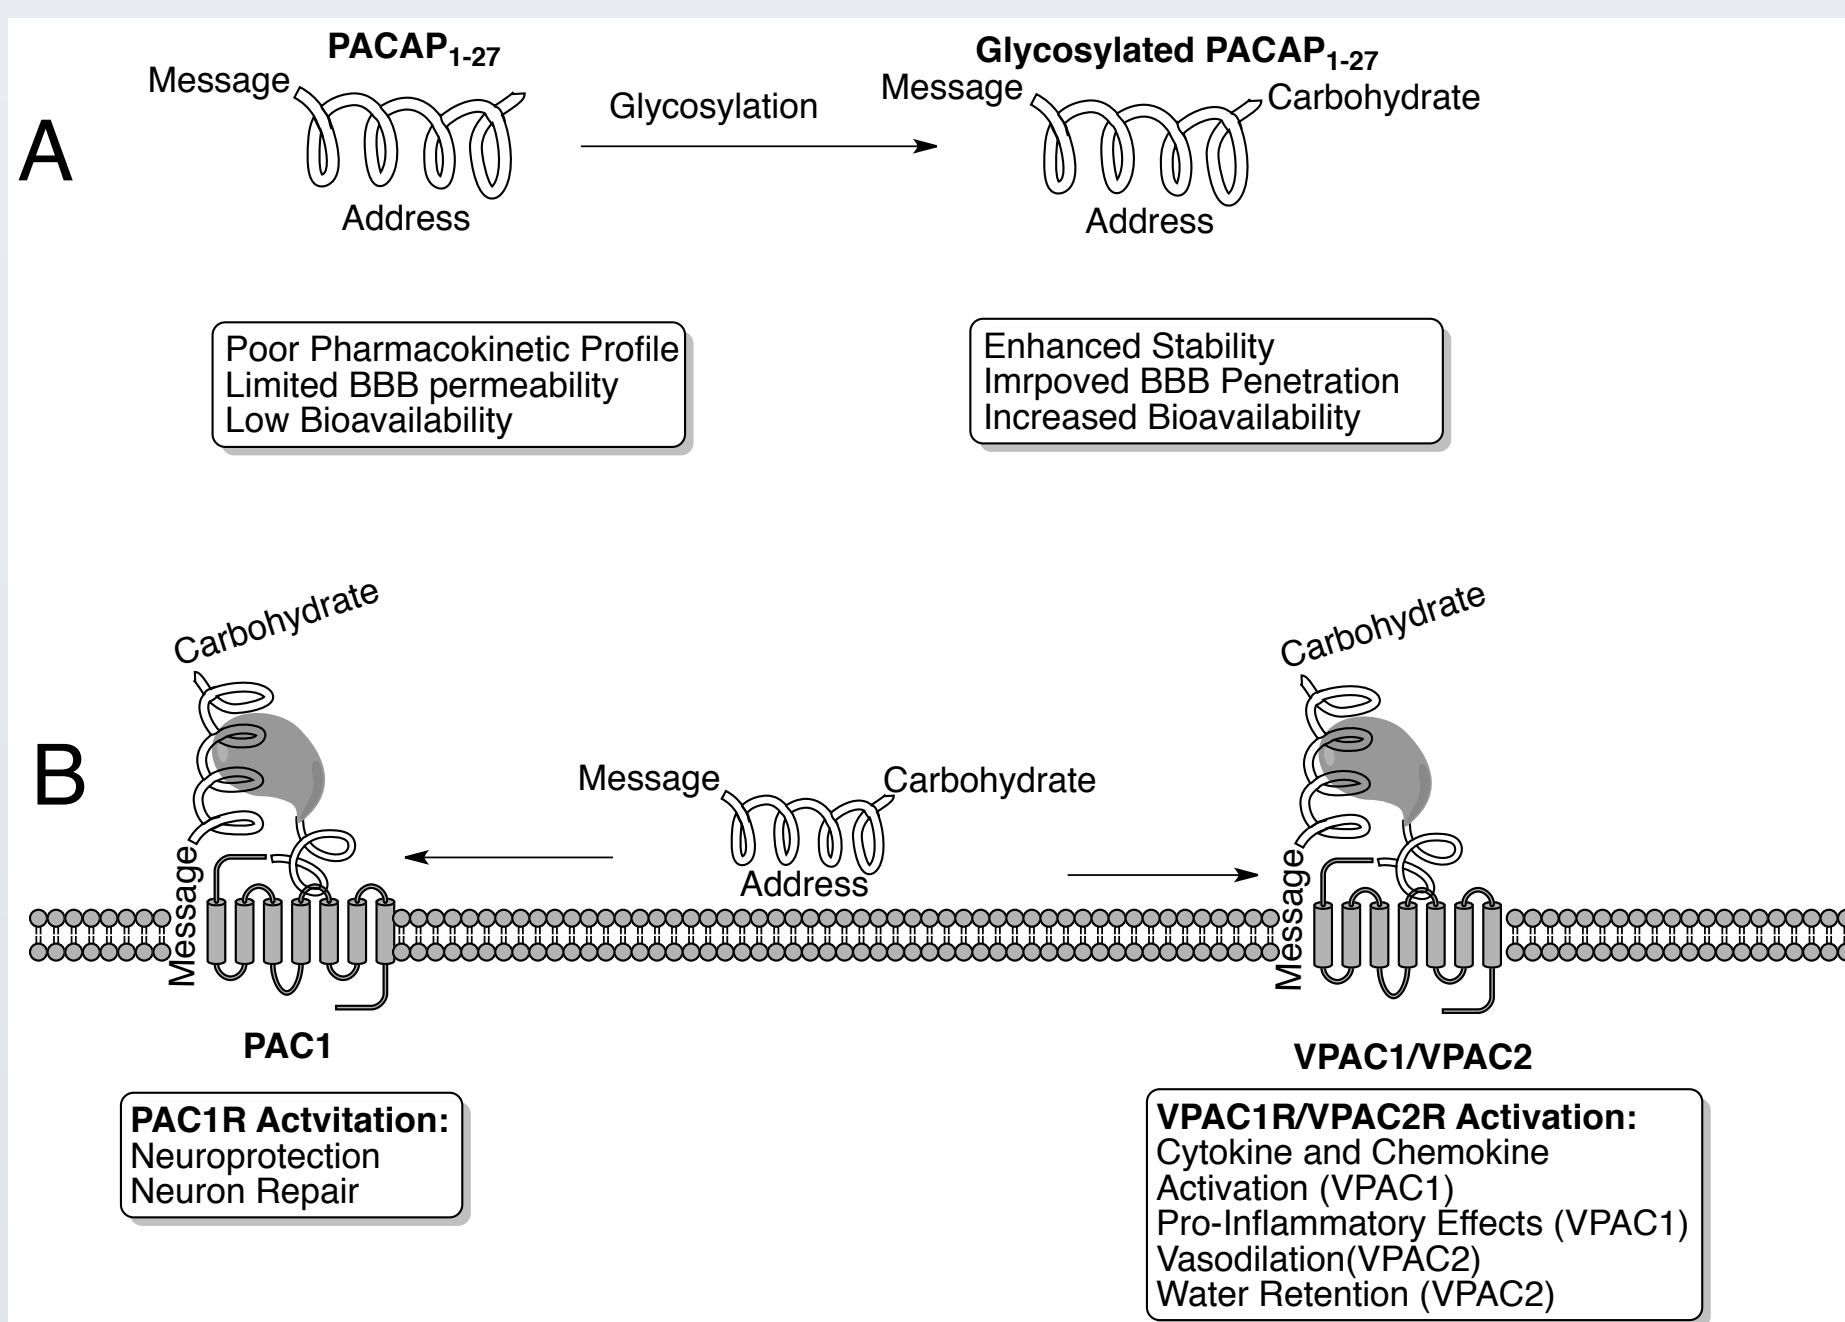 A
PACAP1-27
Message
Address
Glycosylation
Glycosylated PACAP1-27
Message
Carbohydrate
Address
Poor Pharmacokinetic Profile
Limited BBB permeability
Low Bioavailability
Enhanced Stability
Imrpoved BBB Penetration
Increased Bioavailability
B
Carbohydrate
Message
PAC1
Message
Carbohydrate
Address
Carbohydrate
Message
VPAC1/VPAC2
PAC1R Actvitation:
Neuroprotection
Neuron Repair
VPAC1R/VPAC2R Activation:
Cytokine and Chemokine
Activation (VPAC1)
Pro-Inflammatory Effects (VPAC1)
Vasodilation(VPAC2)
Water Retention (VPAC2)